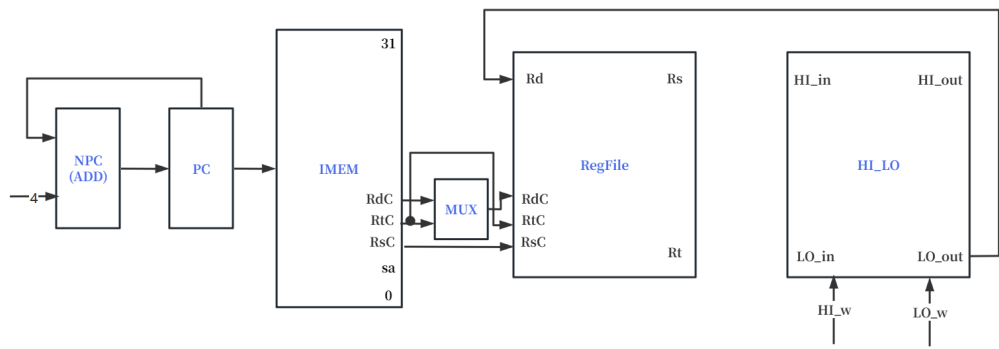 31
Rd
Rs
HI_in
HI_out
NPC
(ADD)
PC
IMEM
RegFile
HI_LO
4
RdC
RtC
RsC
MUX
RdC
RtC
RsC
sa
0
Rt
LO_in
LO_out
HI_w
LO_w